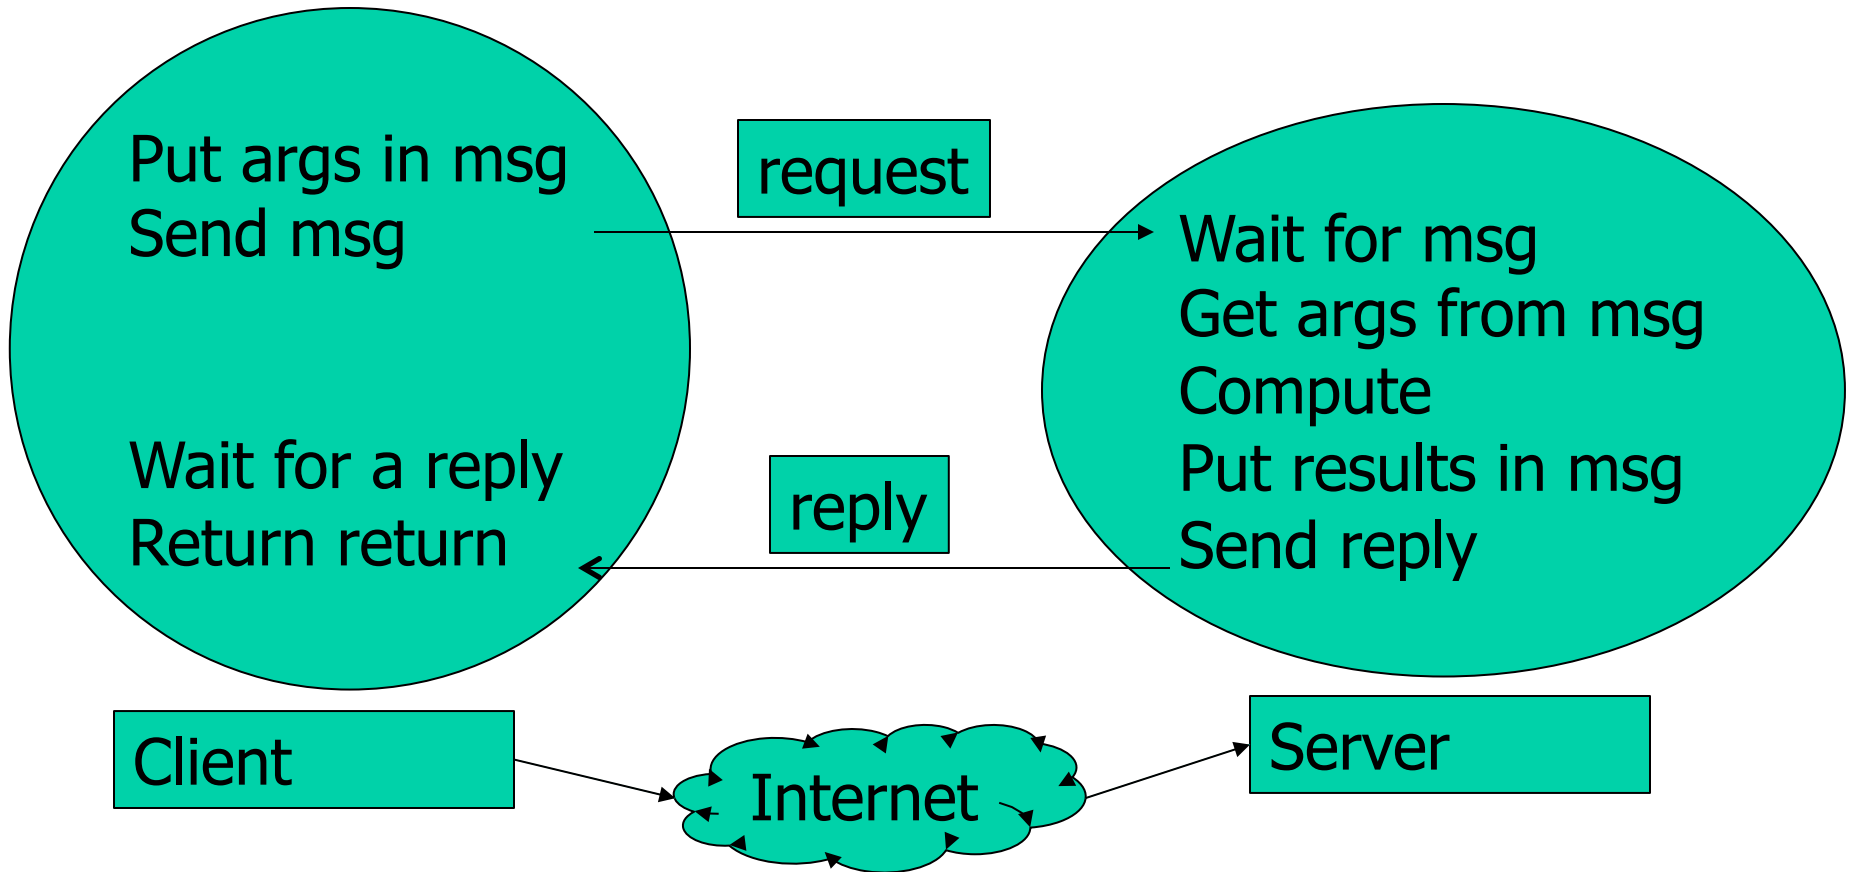 Put args in msg
Send msg
Wait for a reply
Return return
request
reply
Wait for msg
Get args from msg
Compute
Put results in msg
Send reply
Client
Internet
Server